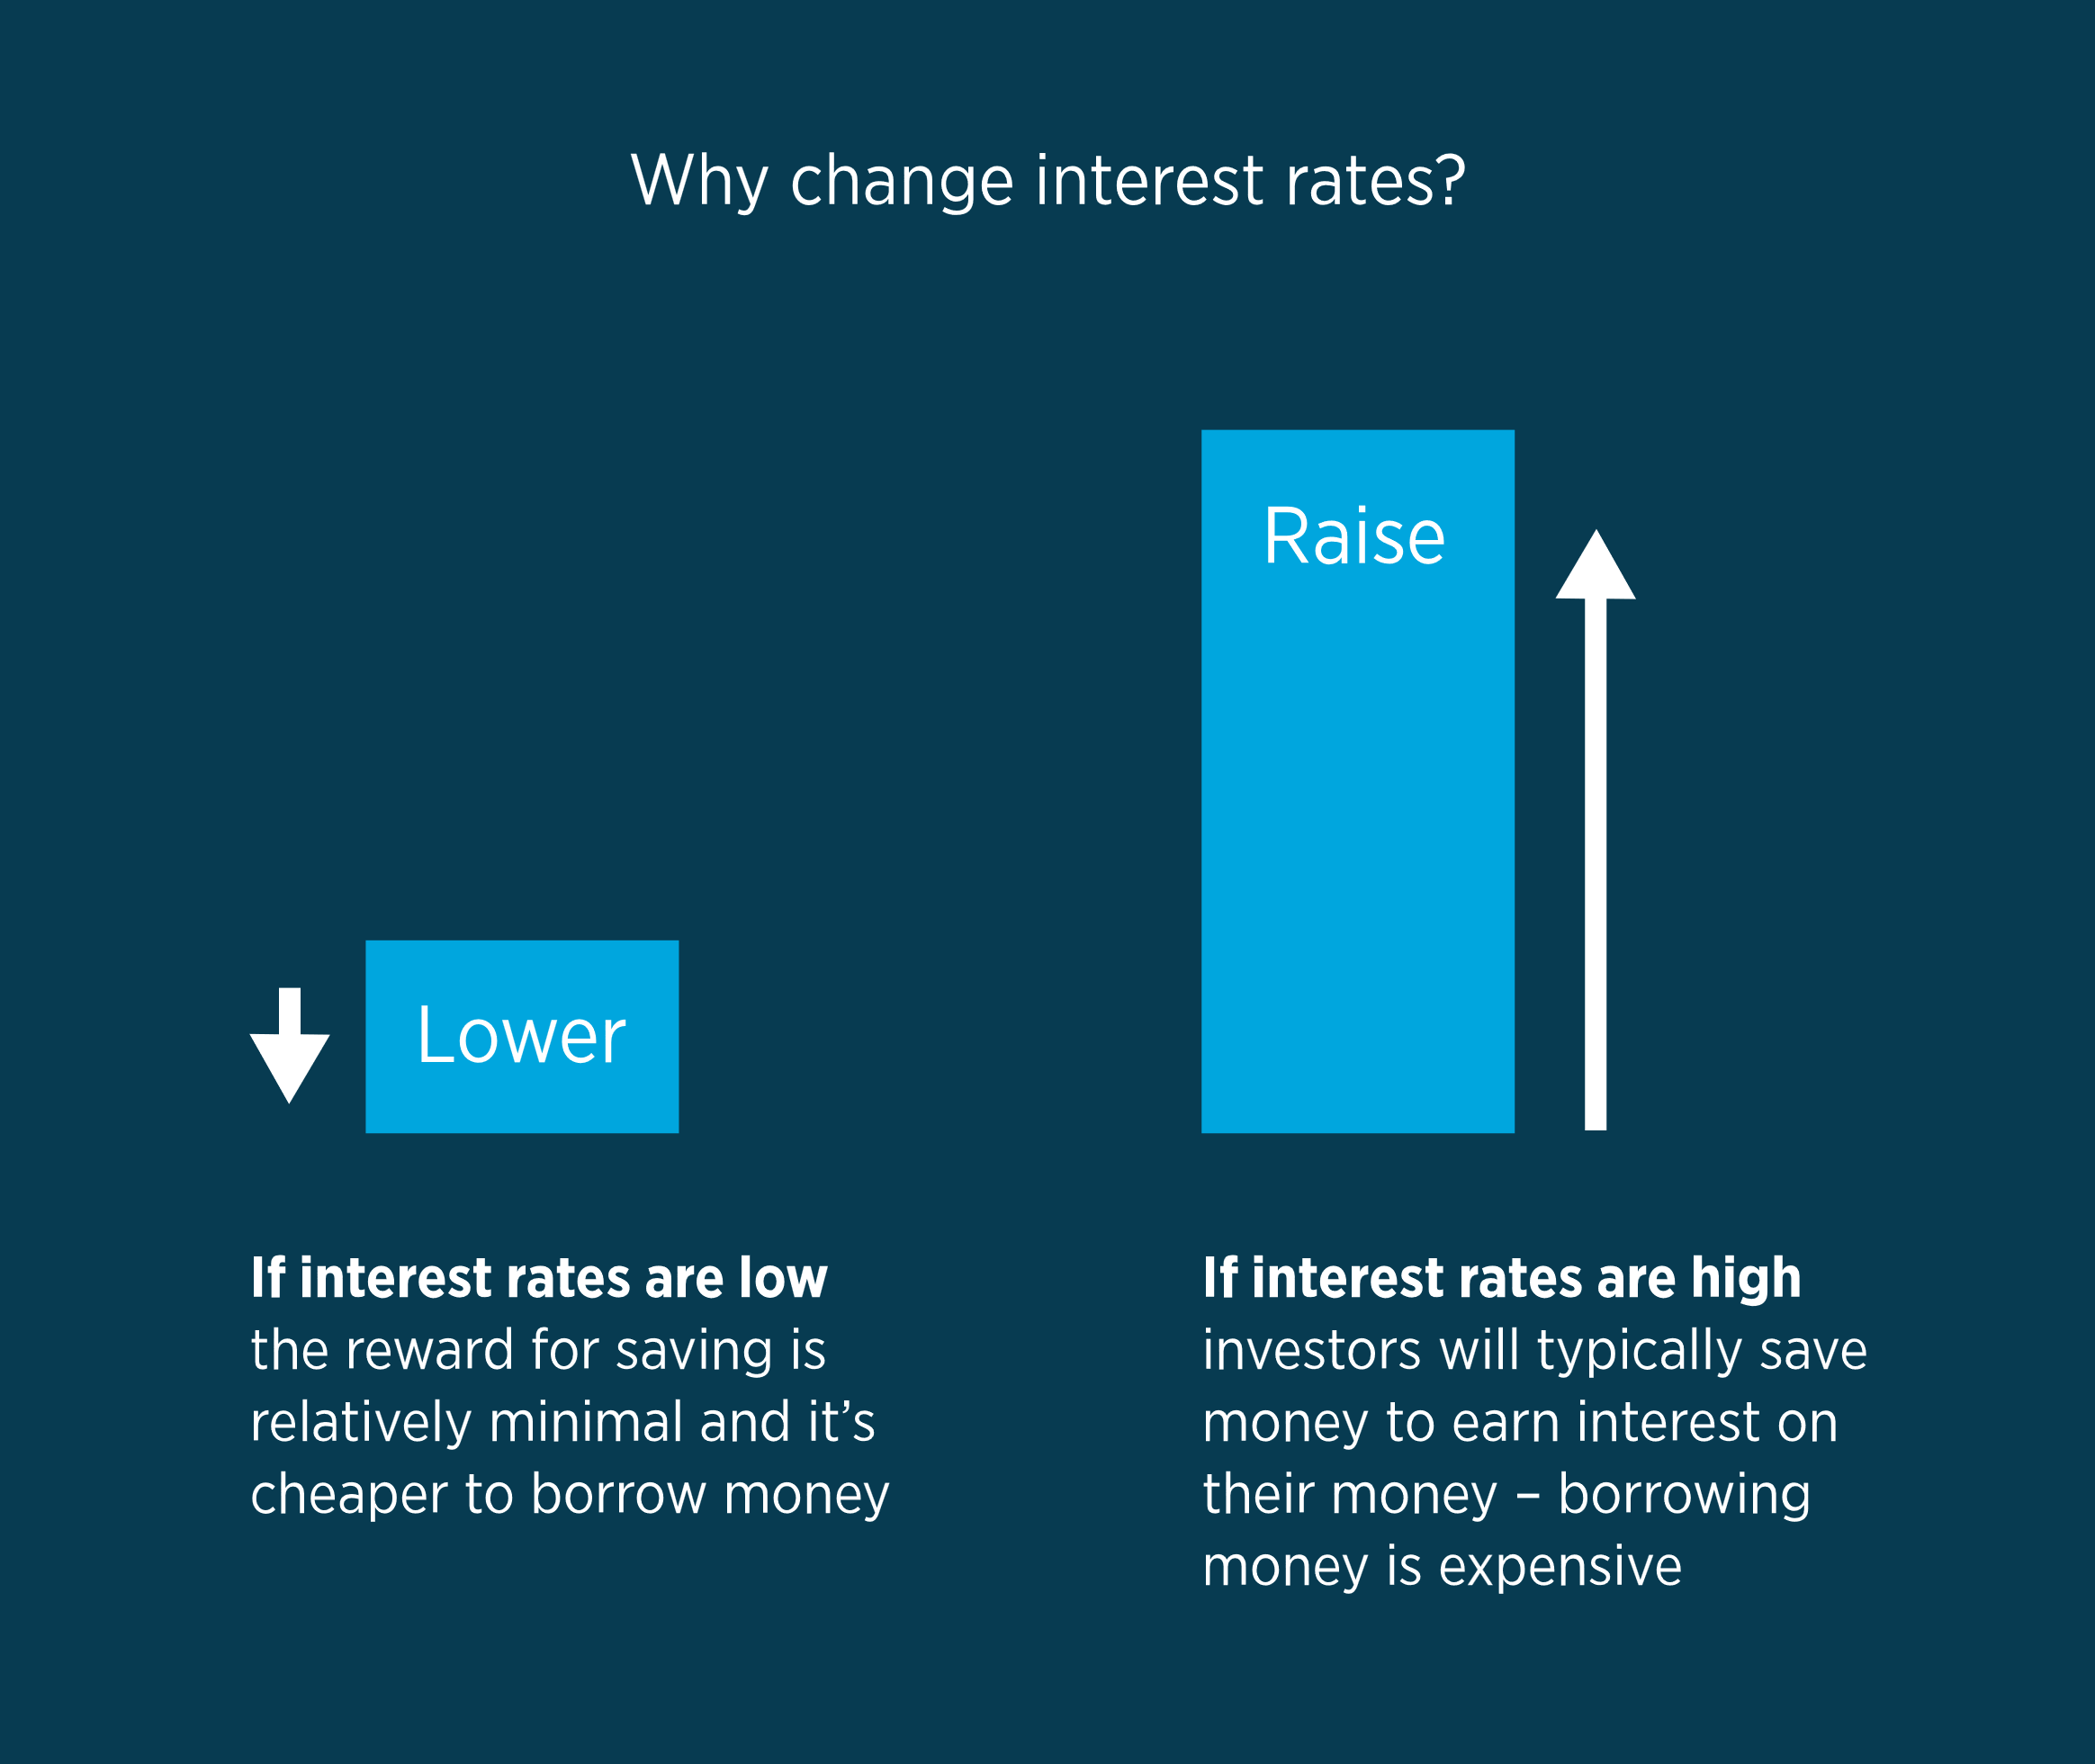 Why change interest rates?
Raise
Lower
If interest rates are low
the reward for saving is
relatively minimal and it’s
cheaper to borrow money
If interest rates are high
investors will typically save
money to earn interest on
their money – borrowing
money is expensive